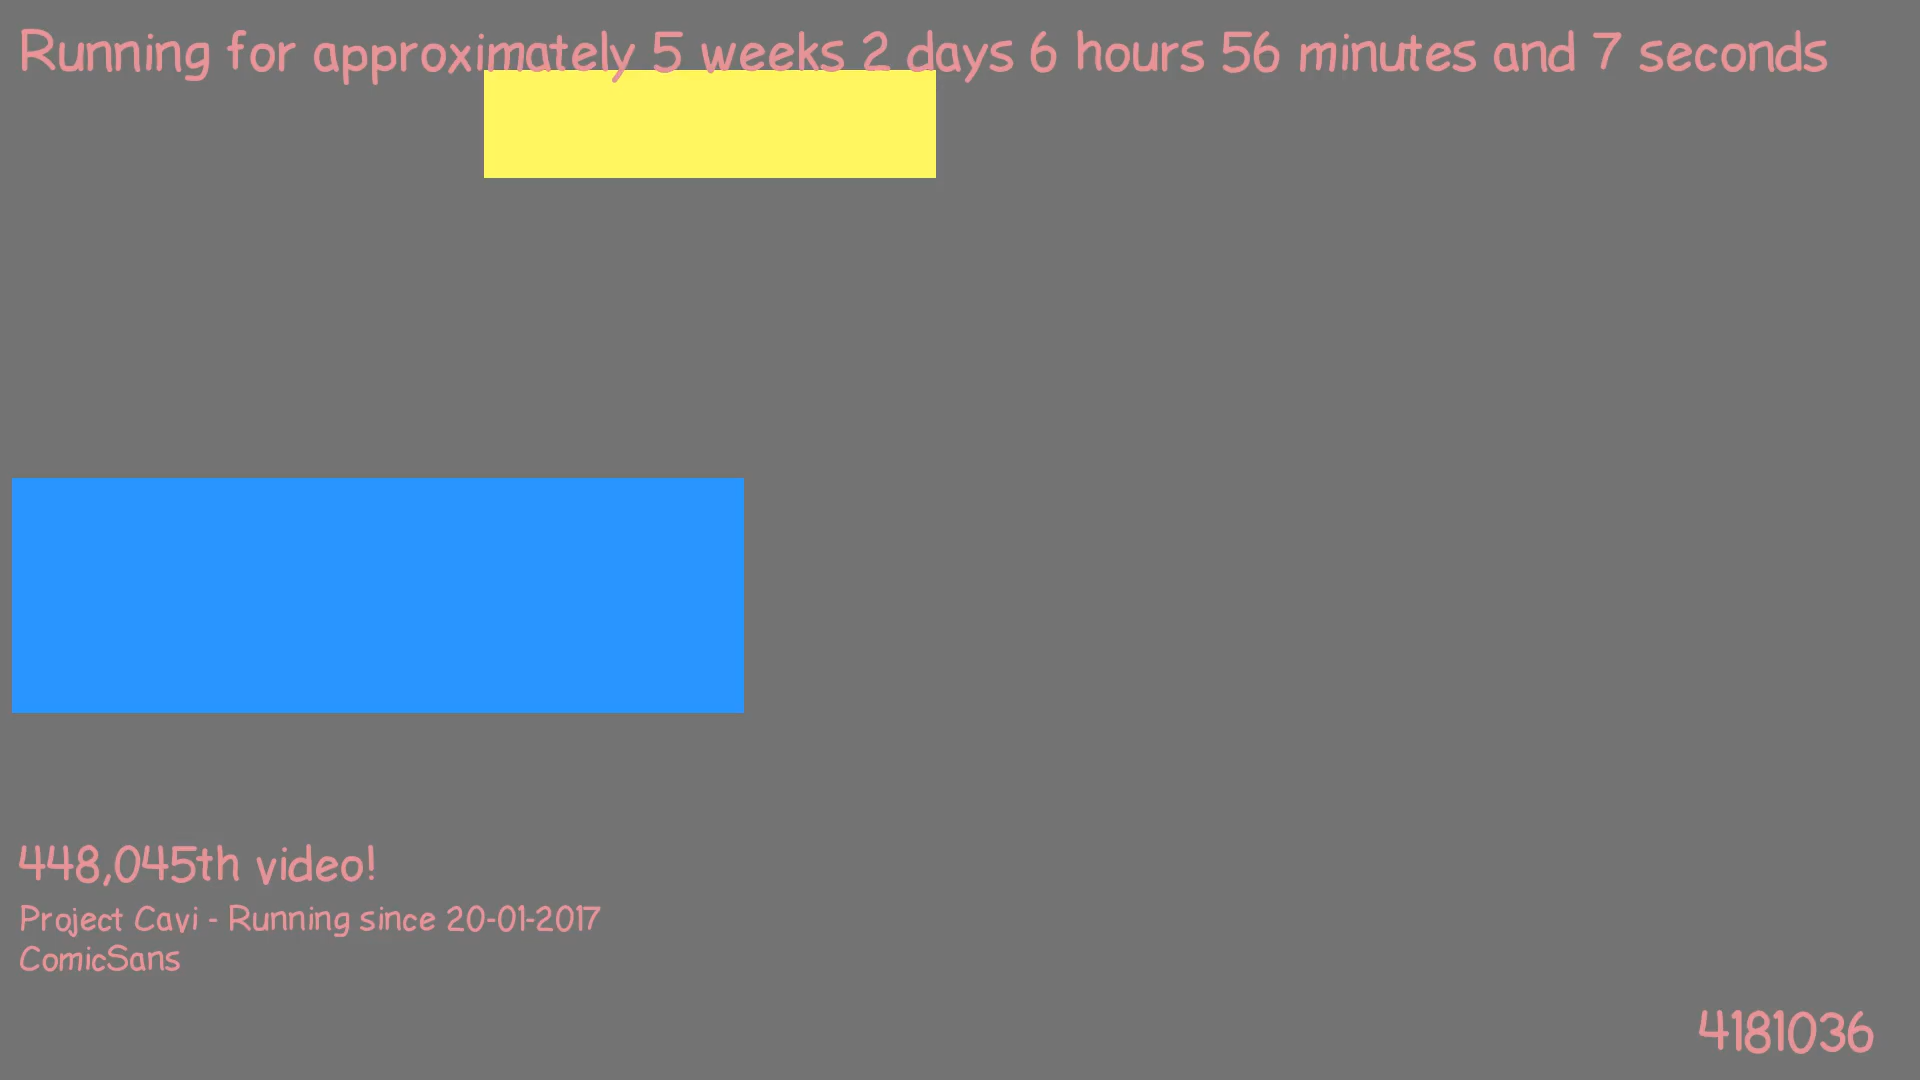 Running for approximately 5 weeks 2 days 6 hours 56 minutes and 7 seconds
448,045th video!
Project Cavi - Running since 20-01-2017
ComicSans
4181036